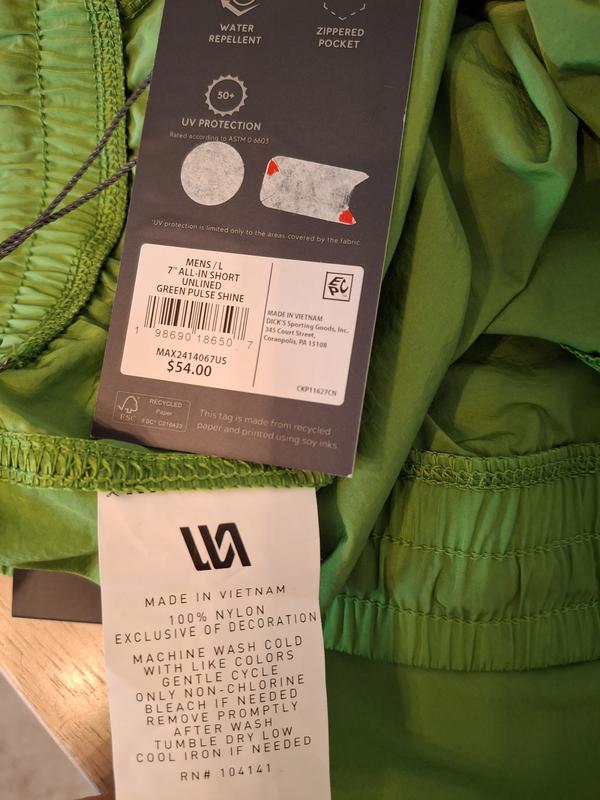 WATER
REPELLENT
ZIPPERED
POCKET
50+
UV PROTECTION
Rated according to ASTM D 6603
*UV protection is limited only to the areas covered by the fabric.
MENS / L
7" ALL-IN SHORT
UNLINED
GREEN PULSE SHINE
1 98690 18650 7
MAX2414067US
$54.00
MADE IN VIETNAM
DICK'S Sporting Goods, Inc.
345 Court Street,
Coraopolis, PA 15108
CKP11627CN
FSC
RECYCLED
Paper
FSC® C016423
This tag is made from recycled
paper and printed using soy inks.
MADE IN VIETNAM
100% NYLON
EXCLUSIVE OF DECORATION
MACHINE WASH COLD
WITH LIKE COLORS
GENTLE CYCLE
ONLY NON-CHLORINE
BLEACH IF NEEDED
REMOVE PROMPTLY
AFTER WASH
TUMBLE DRY LOW
COOL IRON IF NEEDED
RN# 104141